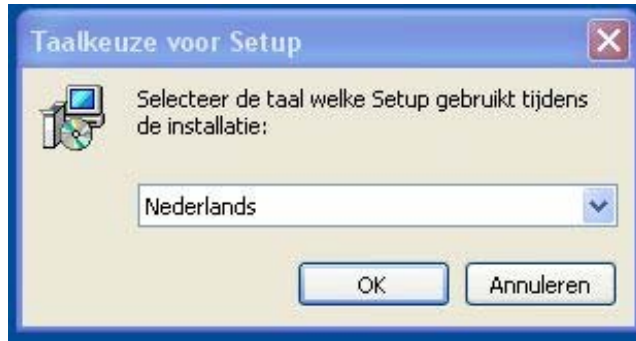 Taalkeuze voor Setup
Selecteer de taal welke Setup gebruikt tijdens
de installatie:
Nederlands
OK
Annuleren